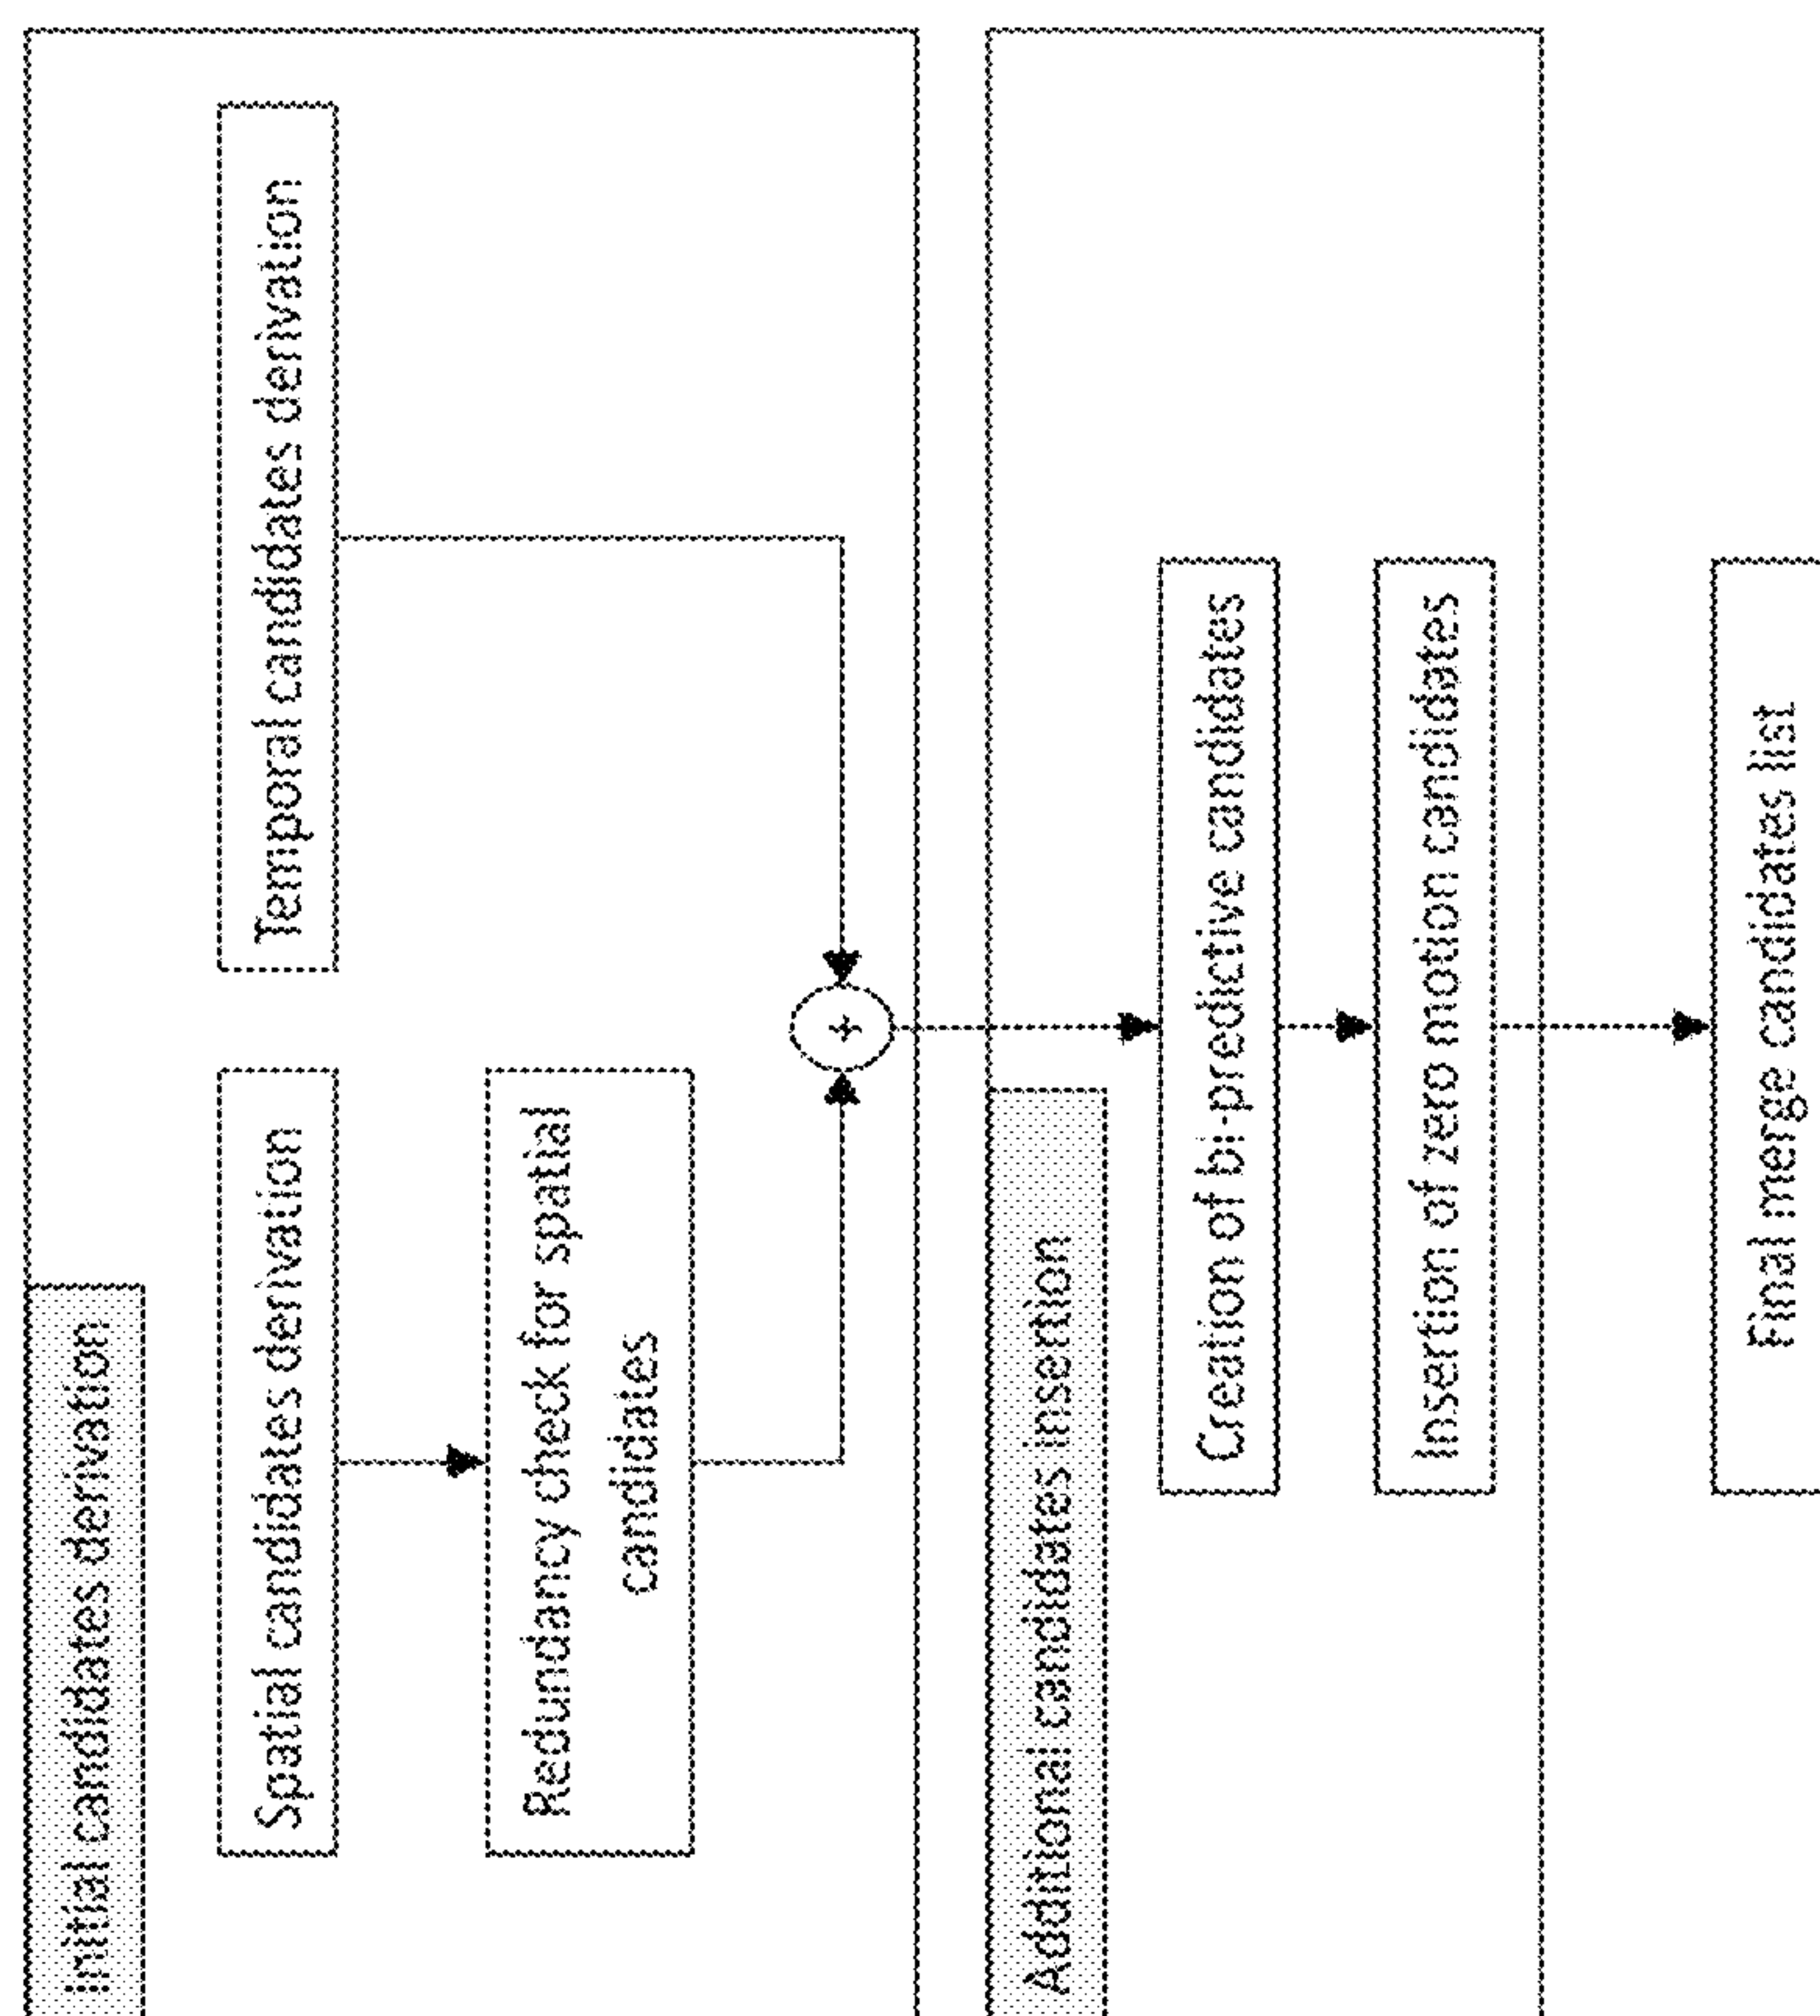 Initial candidates derivation
Spatial candidates derivation
Temporal candidates derivation
Redundancy check for spatial
candidates
+
Additional candidates insertion
Creation of bi-predictive candidates
Insertion of zero motion candidates
Final merge candidates list